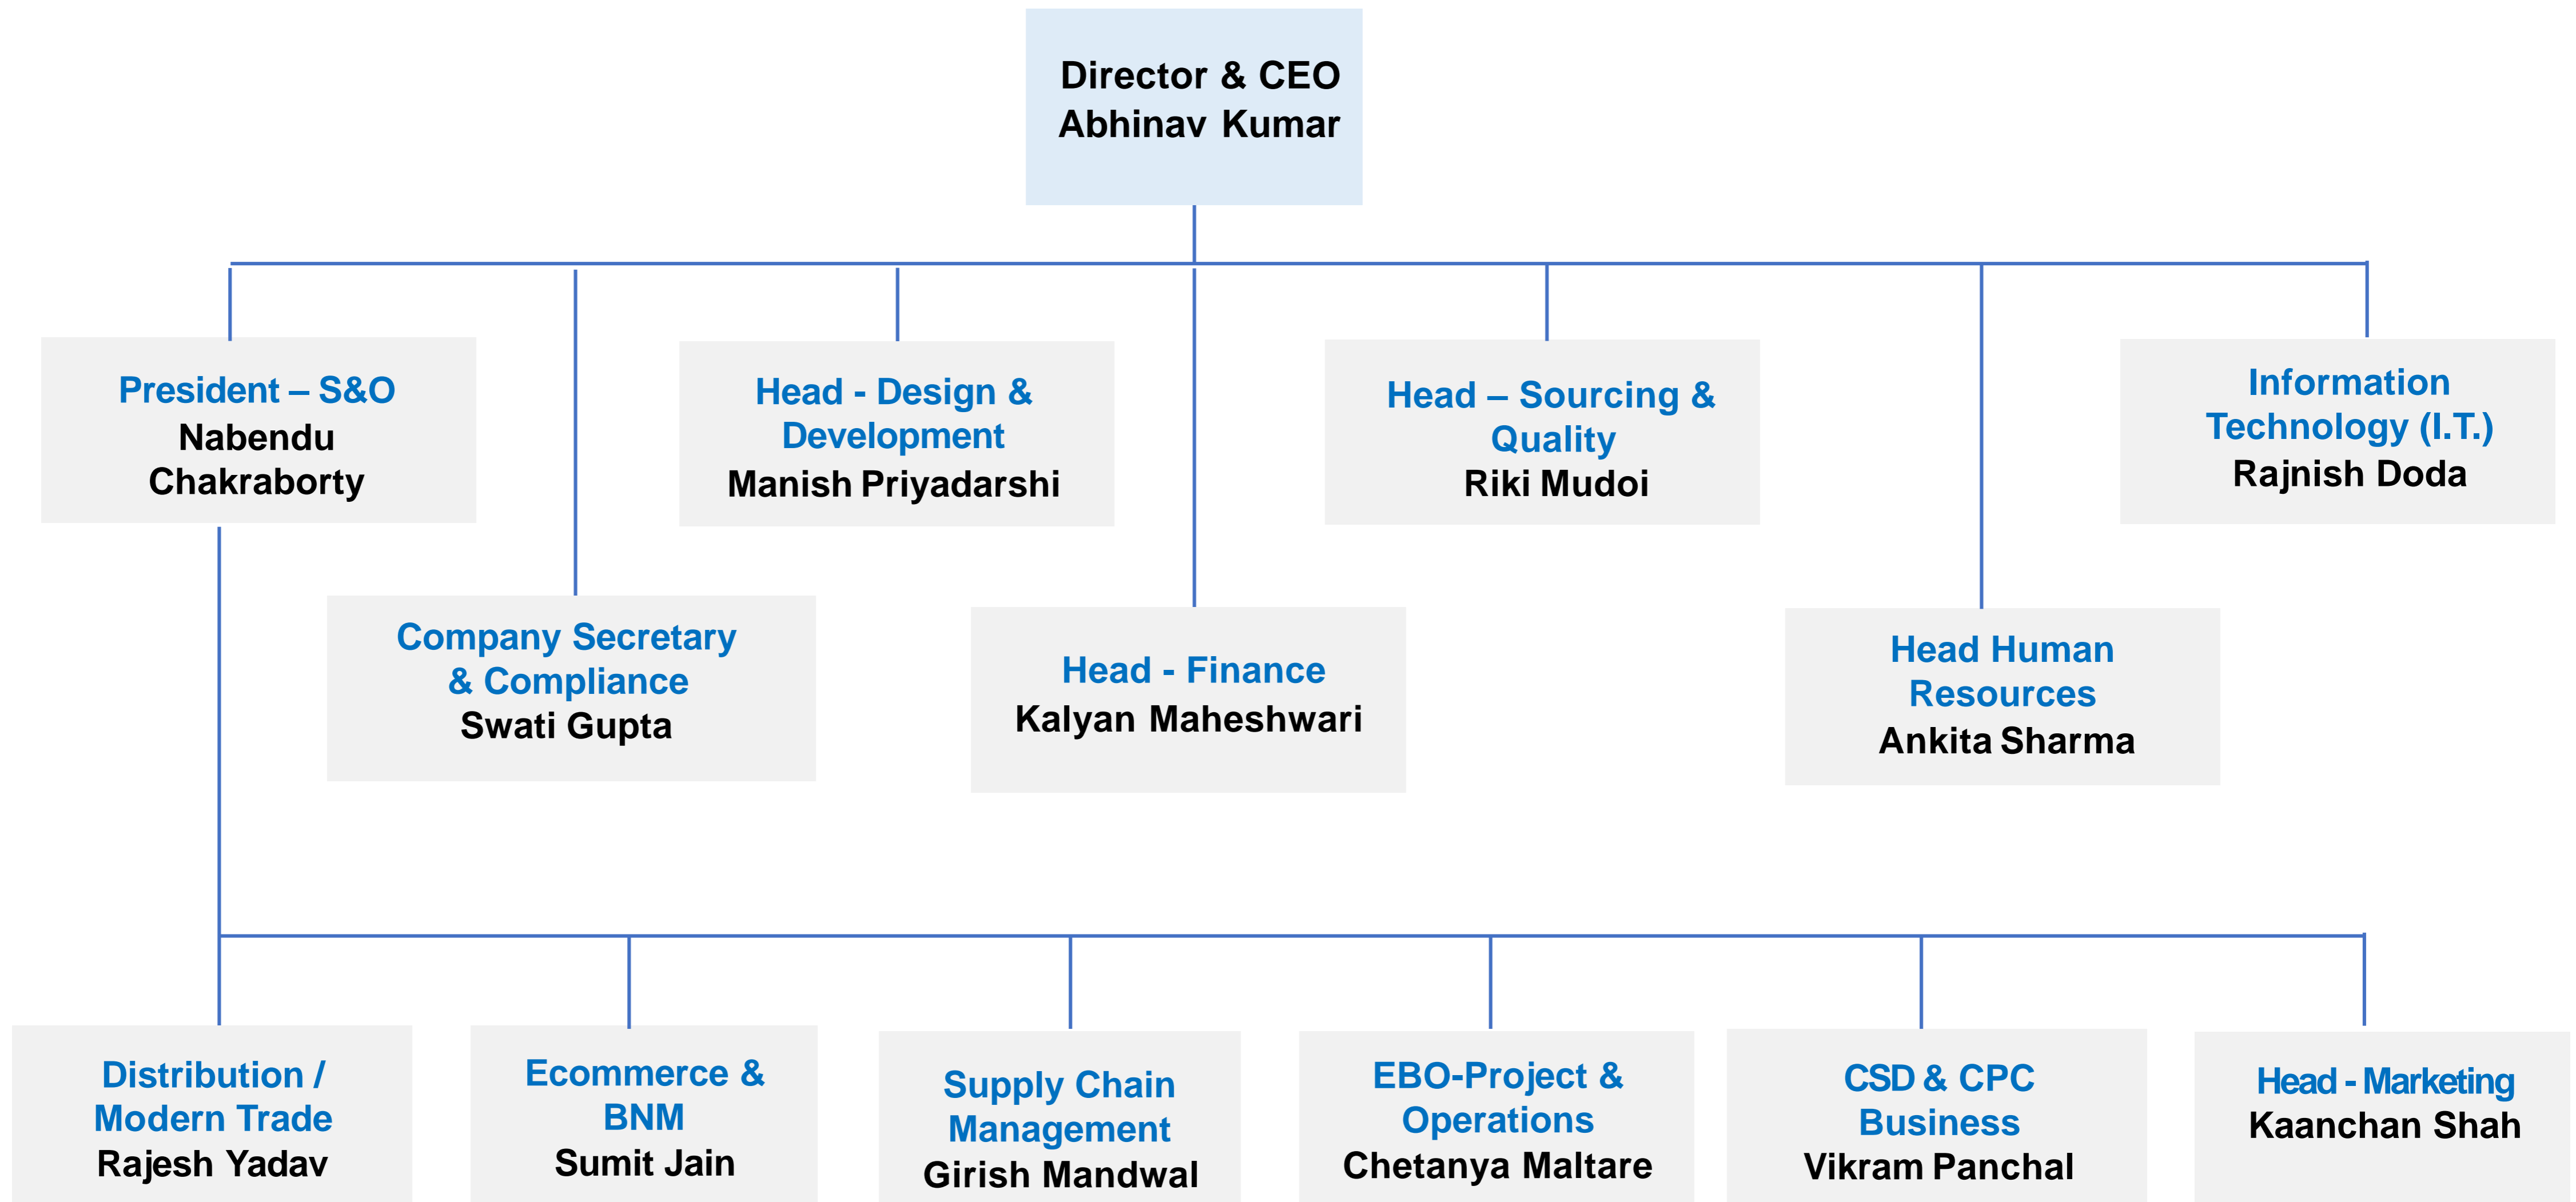 Director & CEO
Abhinav Kumar
President – S&O
Nabendu
Chakraborty
Head - Design &
Development
Manish Priyadarshi
Head – Sourcing &
Quality
Riki Mudoi
Information
Technology (I.T.)
Rajnish Doda
Company Secretary
& Compliance
Swati Gupta
Head - Finance
Kalyan Maheshwari
Head Human
Resources
Ankita Sharma
Distribution /
Modern Trade
Rajesh Yadav
Ecommerce &
BNM
Sumit Jain
Supply Chain
Management
Girish Mandwal
EBO-Project &
Operations
Chetanya Maltare
CSD & CPC
Business
Vikram Panchal
Head - Marketing
Kaanchan Shah